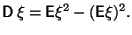 D ξ = Eξ² − (Eξ)².